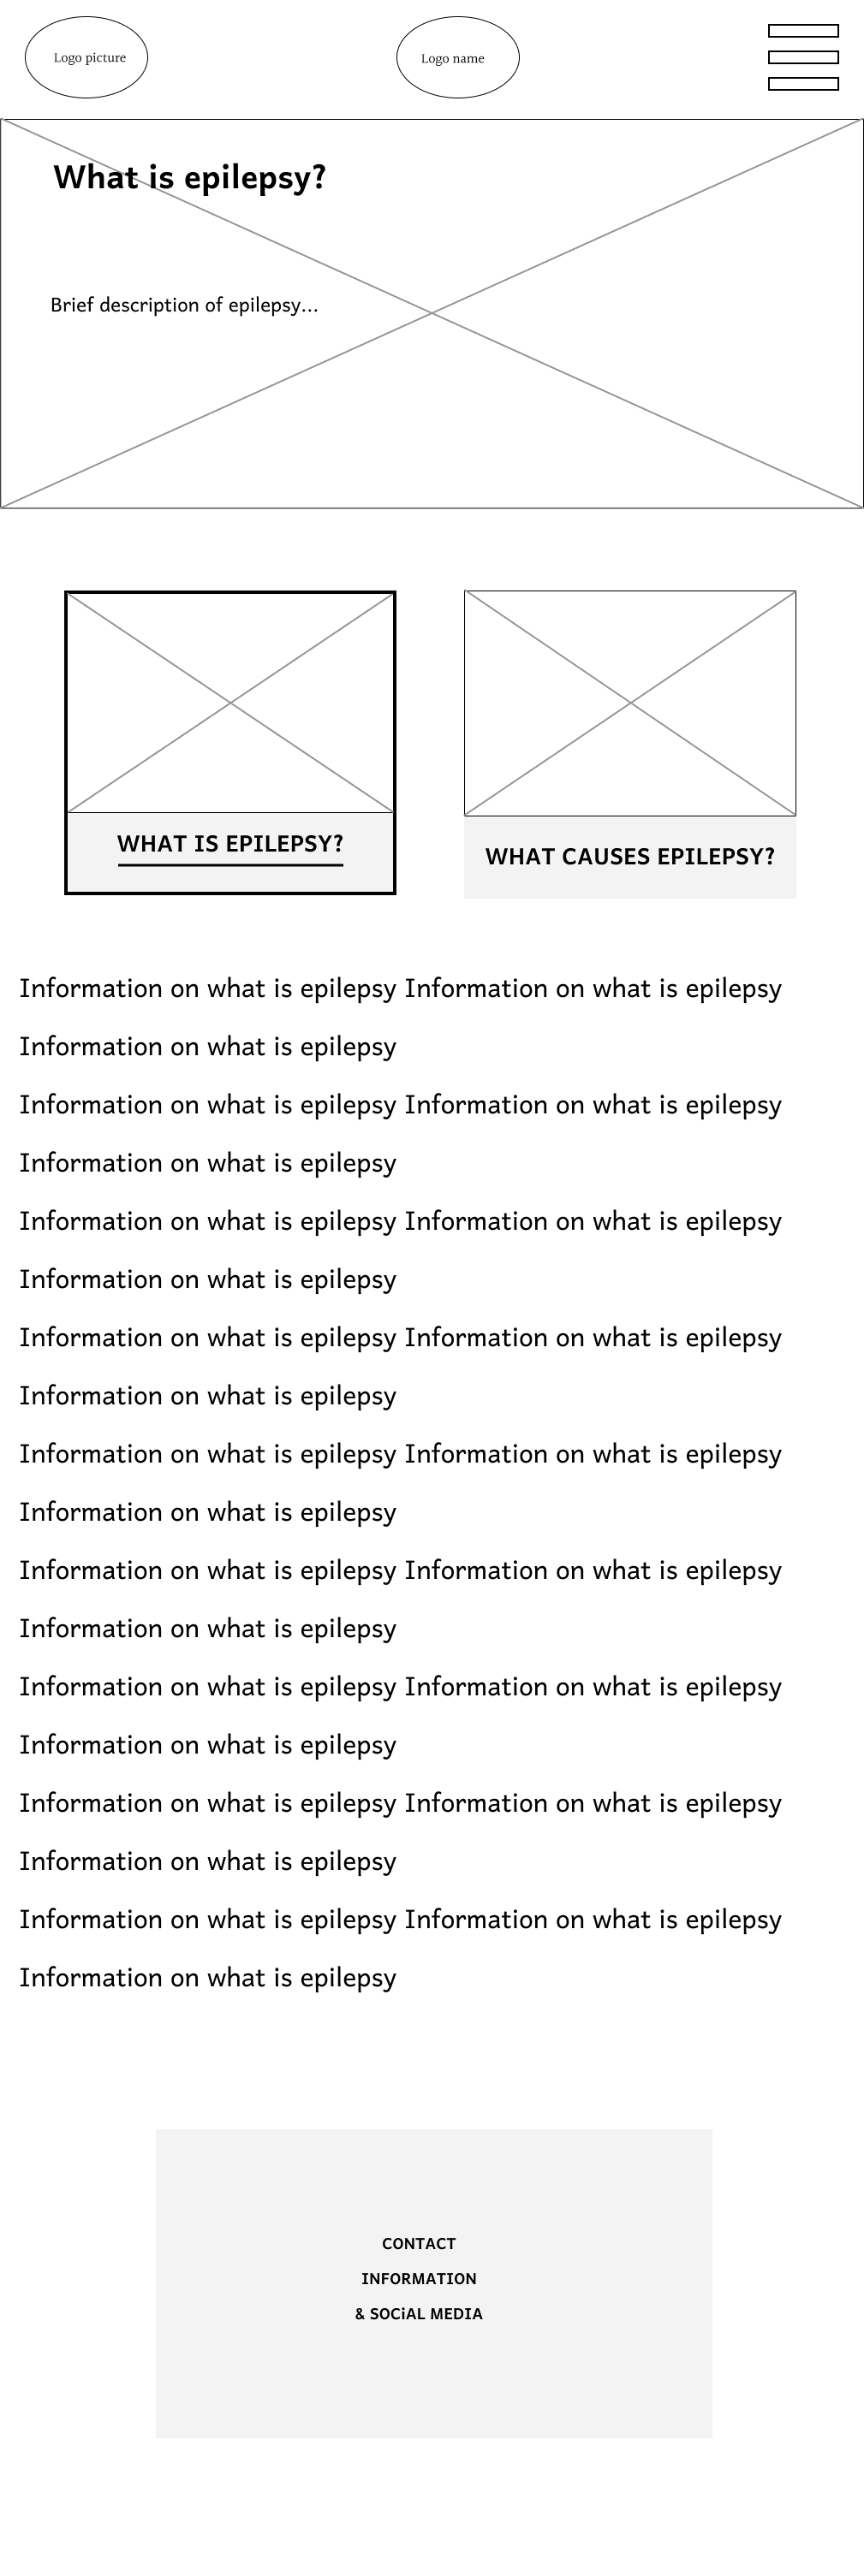 Logo picture
Logo name
What is epilepsy?
Brief description of epilepsy...
WHAT IS EPILEPSY?
WHAT CAUSES EPILEPSY?
Information on what is epilepsy Information on what is epilepsy
Information on what is epilepsy
Information on what is epilepsy Information on what is epilepsy
Information on what is epilepsy
Information on what is epilepsy Information on what is epilepsy
Information on what is epilepsy
Information on what is epilepsy Information on what is epilepsy
Information on what is epilepsy
Information on what is epilepsy Information on what is epilepsy
Information on what is epilepsy
Information on what is epilepsy Information on what is epilepsy
Information on what is epilepsy
Information on what is epilepsy Information on what is epilepsy
Information on what is epilepsy
Information on what is epilepsy Information on what is epilepsy
Information on what is epilepsy
Information on what is epilepsy Information on what is epilepsy
Information on what is epilepsy
CONTACT
INFORMATION
& SOCiAL MEDIA